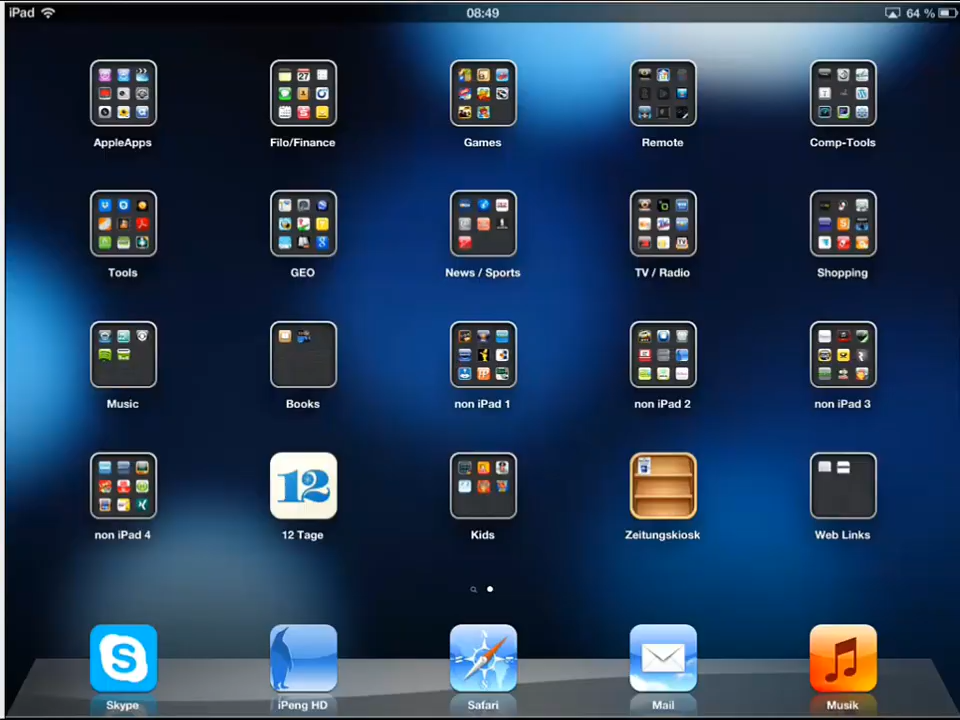 iPad 08:49 64 %
AppleApps Filo/Finance Games Remote Comp-Tools
Tools GEO News / Sports TV / Radio Shopping
Music Books non iPad 1 non iPad 2 non iPad 3
12
non iPad 4 12 Tage Kids Zeitungskiosk Web Links
Skype iPeng HD Safari Mail Musik